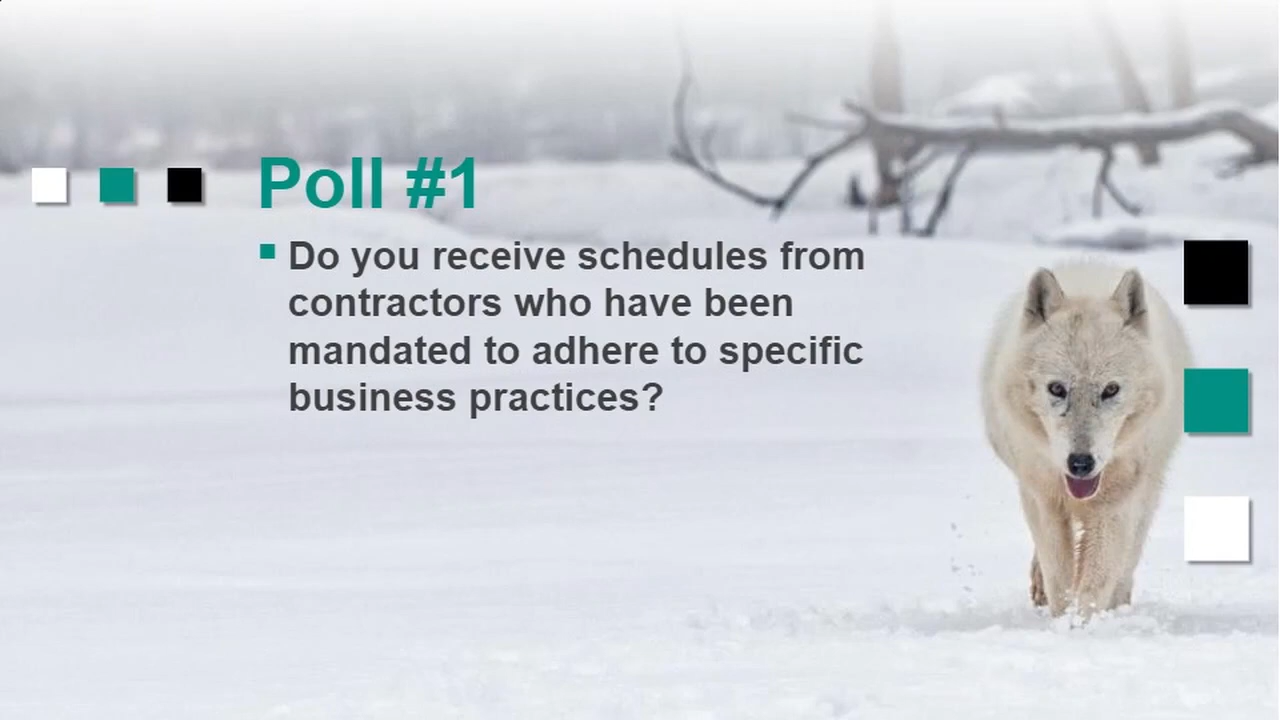 Poll #1
Do you receive schedules from
contractors who have been
mandated to adhere to specific
business practices?